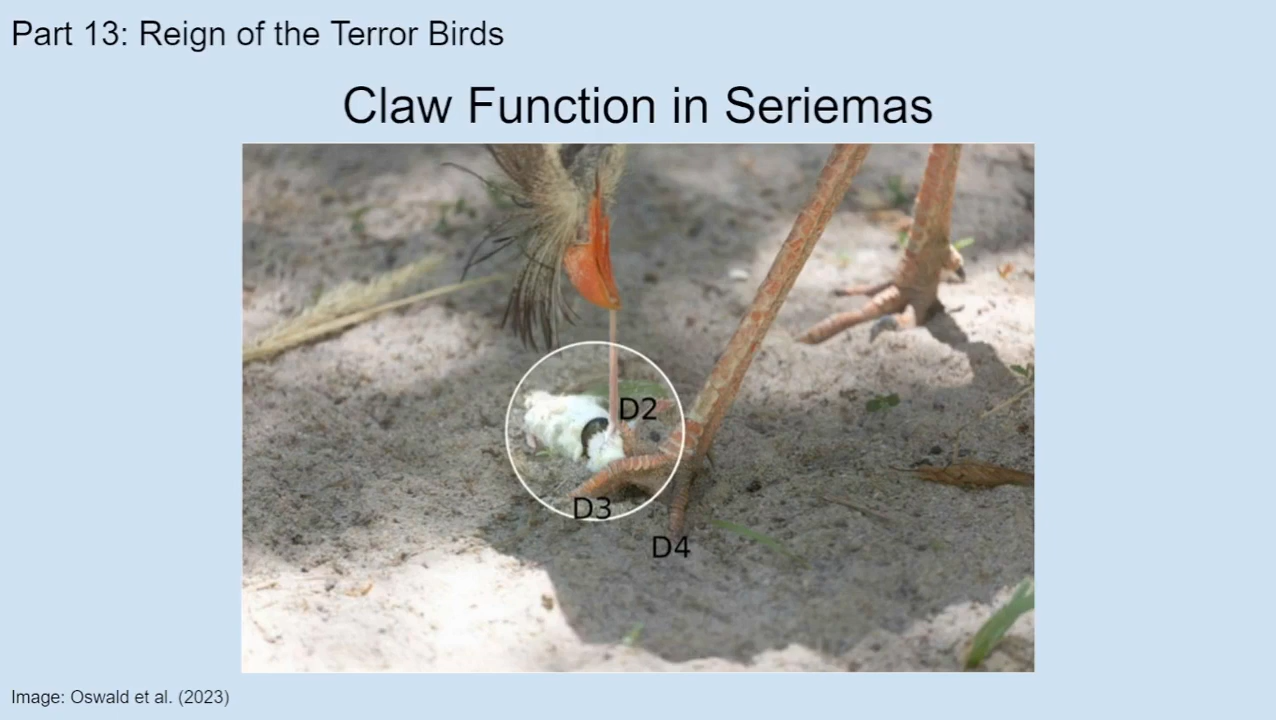 Part 13: Reign of the Terror Birds
Claw Function in Seriemas
D2
D3
D4
Image: Oswald et al. (2023)